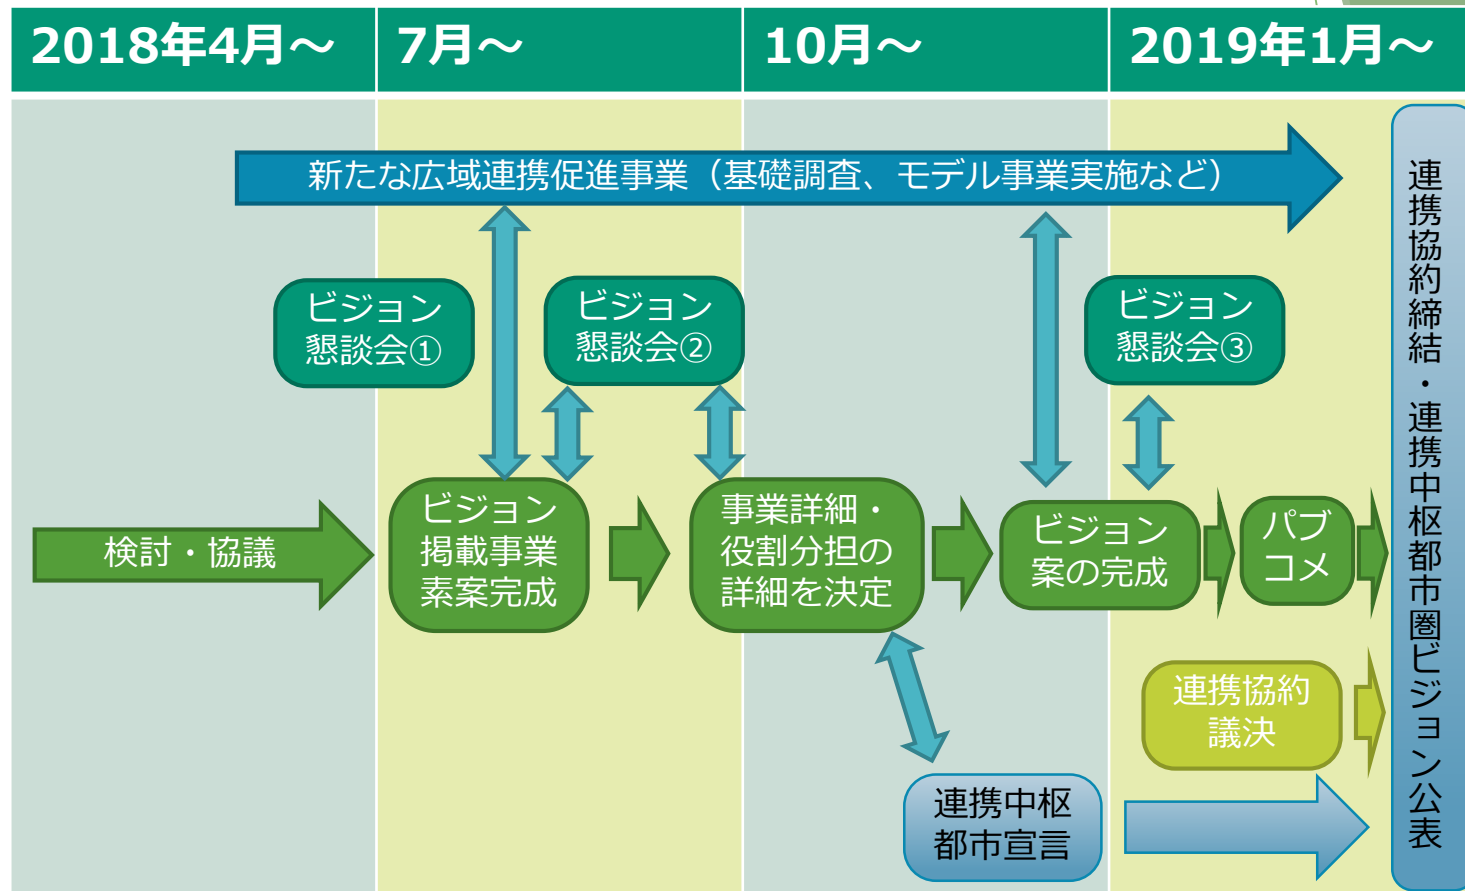 2018年4月～
7月～
10月～
2019年1月～
新たな広域連携促進事業（基礎調査、モデル事業実施など）
ビジョン
懇談会①
ビジョン
懇談会②
ビジョン
懇談会③
検討・協議
ビジョン
掲載事業
素案完成
事業詳細・
役割分担の
詳細を決定
ビジョン
案の完成
パブ
コメ
連携協約
議決
連携中枢
都市宣言
連携協約締結・連携中枢都市圏ビジョン公表